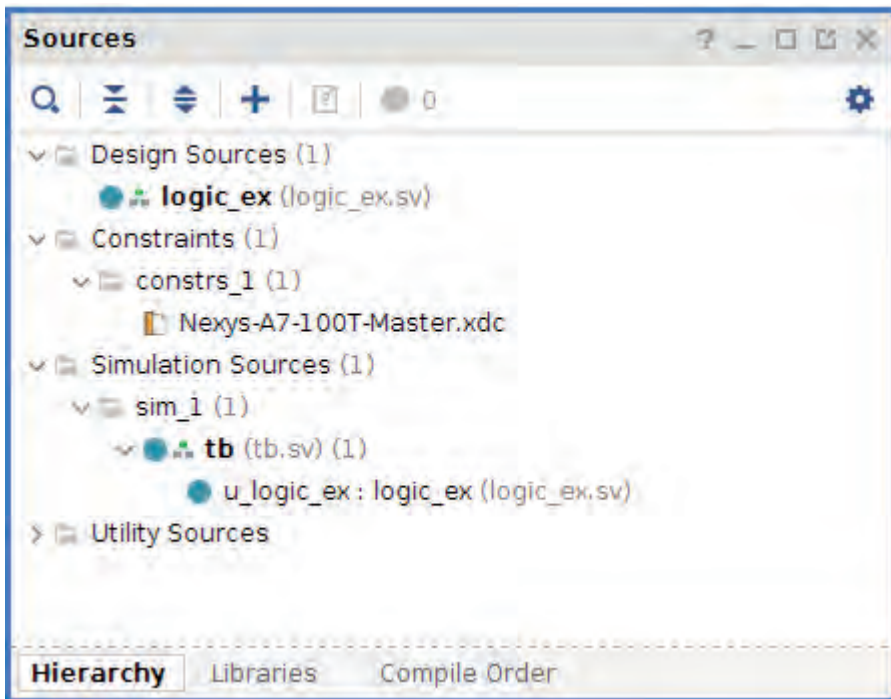 Sources
0
Design Sources (1)
logic_ex (logic_ex.sv)
Constraints (1)
constrs_1 (1)
Nexys-A7-100T-Master.xdc
Simulation Sources (1)
sim_1 (1)
tb (tb.sv) (1)
u_logic_ex : logic_ex (logic_ex.sv)
Utility Sources
Hierarchy Libraries Compile Order